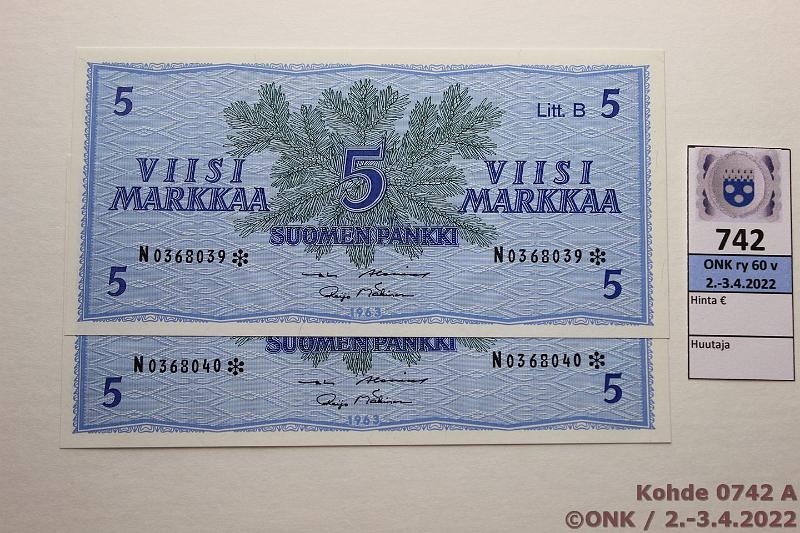 5
Litt. B 5
VIISI 5 VIISI
MARKKAA MARKKAA
SUOMEN PANKKI
N0368039* N0368039*
5 5
1963
SUOMEN PANKKI
N0368040* N0368040*
5 5
1963
742
ONK ry 60 v
2.-3.4.2022
Hinta €
Huutaja
Kohde 0742 A
©ONK / 2.-3.4.2022